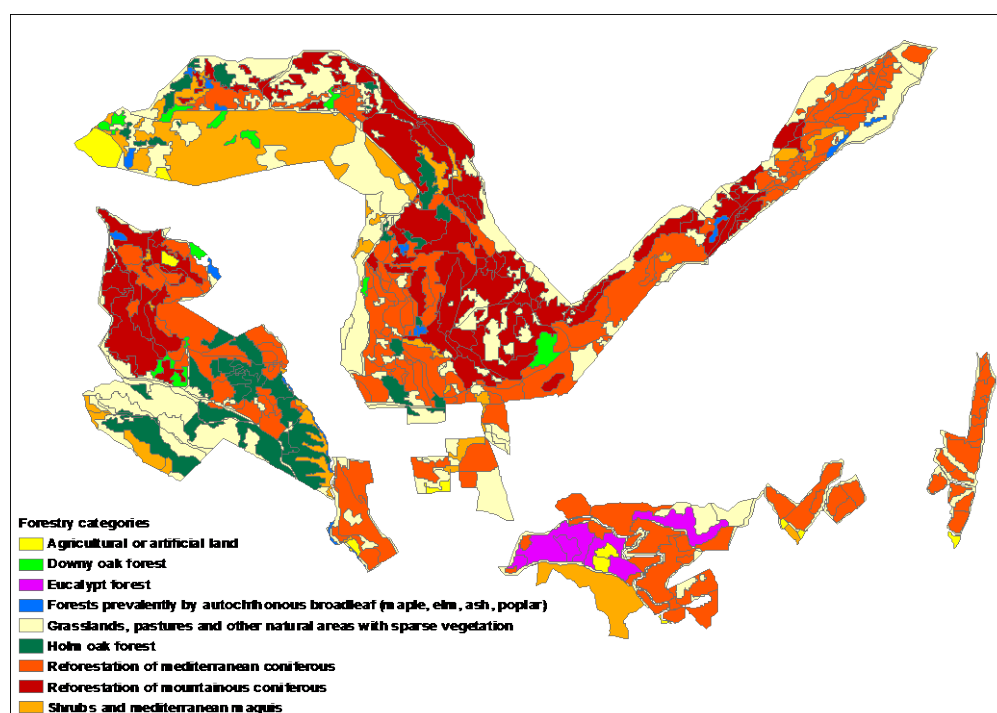 Forestry categories
Agricultural or artificial land
Downy oak forest
Eucalypt forest
Forests prevalently by autochthonous broadleaf (maple, elm, ash, poplar)
Grasslands, pastures and other natural areas with sparse vegetation
Holm oak forest
Reforestation of mediterranean coniferous
Reforestation of mountainous coniferous
Shrubs and mediterranean maquis